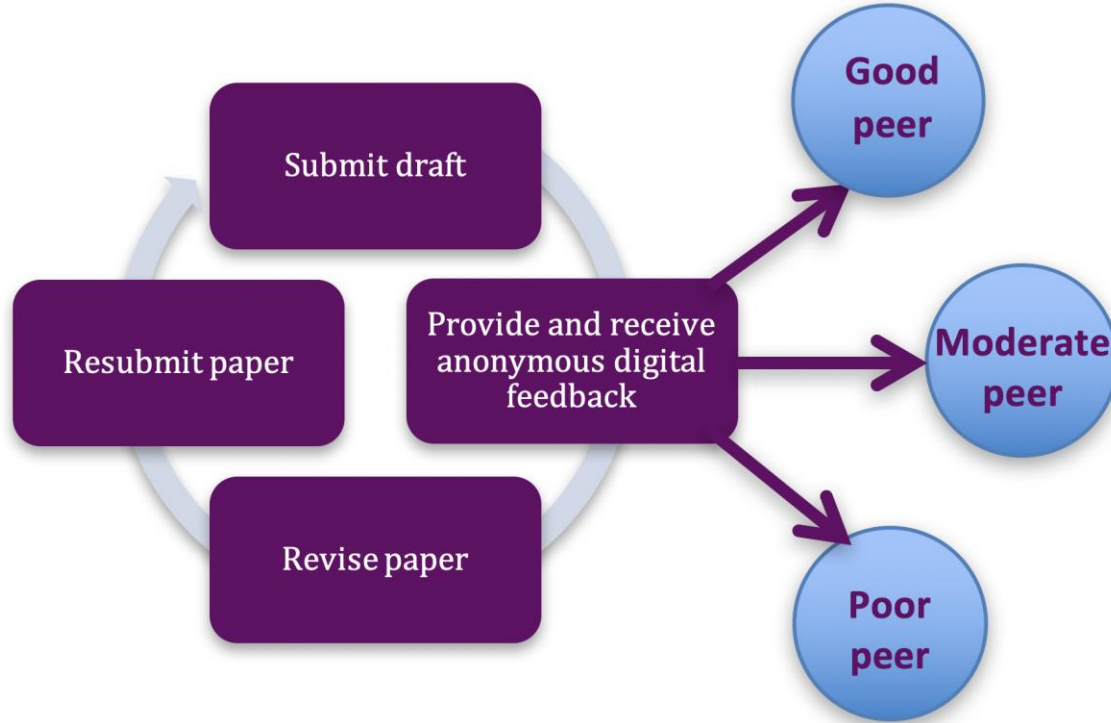 Submit draft
Provide and receive
anonymous digital
feedback
Revise paper
Resubmit paper
Good
peer
Moderate
peer
Poor
peer